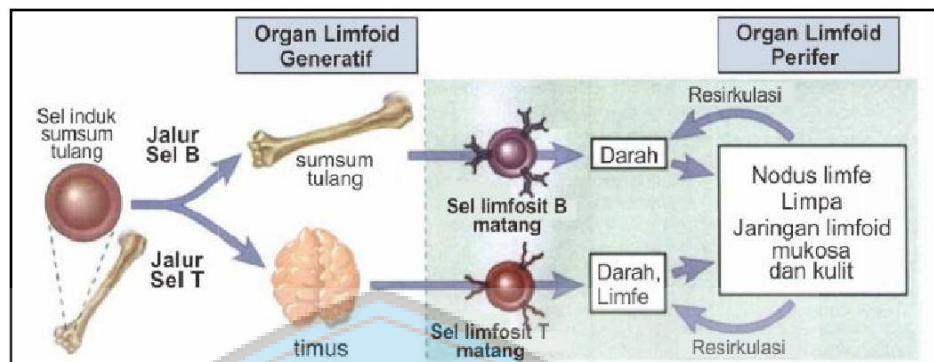 Organ Limfoid
Generatif
Organ Limfoid
Perifer
Sel induk
sumsum
tulang
Jalur
Sel B
sumsum
tulang
Sel limfosit B
matang
Darah
Resirkulasi
Nodus limfe
Limpa
Jaringan limfoid
mukosa
dan kulit
Jalur
Sel T
timus
Sel limfosit T
matang
Darah,
Limfe
Resirkulasi